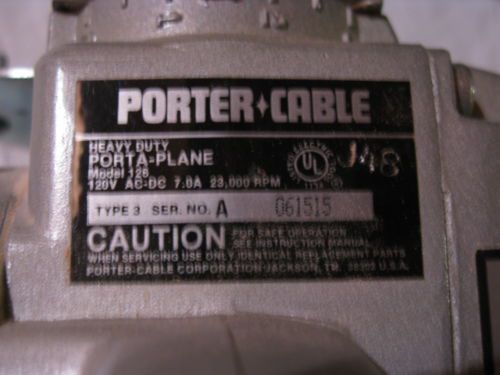 PORTER+CABLE
HEAVY DUTY
PORTA-PLANE
Model 126
120V AC-DC 7.0A 23,000 RPM
UL
J48
TYPE 3 SER. NO. A 061515
CAUTION -FOR SAFE OPERATION
SEE INSTRUCTION MANUAL
WHEN SERVICING USE ONLY IDENTICAL REPLACEMENT PARTS
PORTER-CABLE CORPORATION JACKSON, TN. 38302 U.S.A.